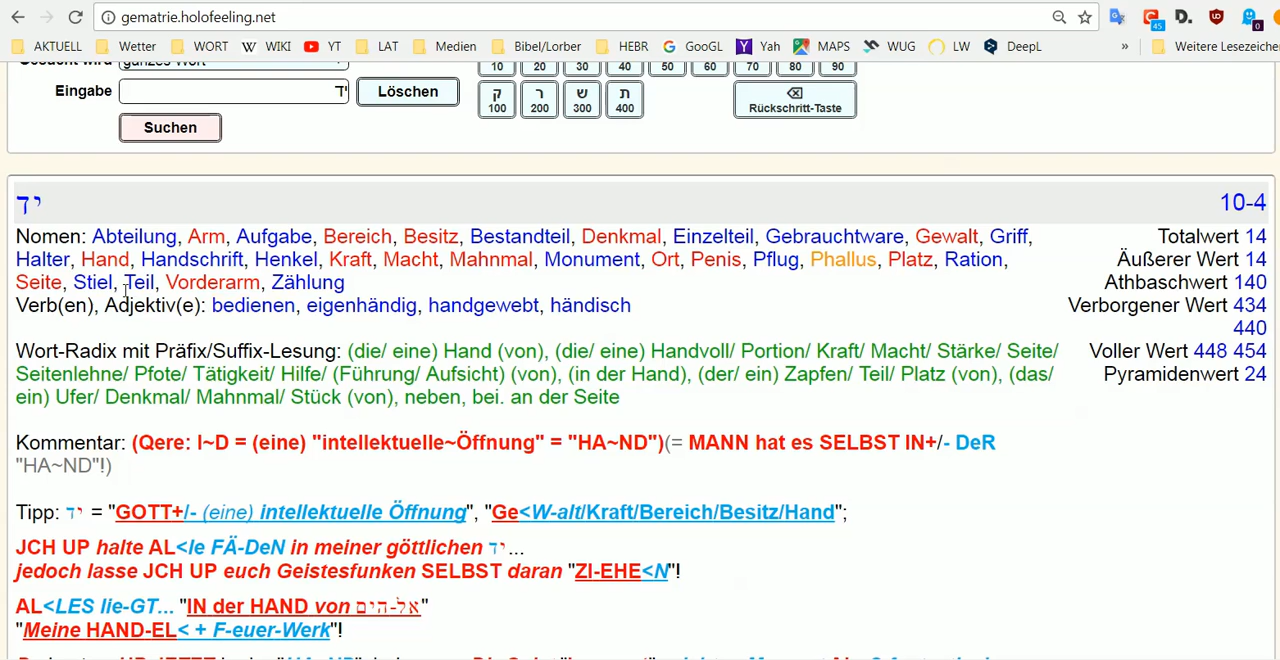 gematrie.holofeeling.net
AKTUELL Wetter WORT WIKI YT LAT Medien Bibel/Lorber HEBR GooGL Yah MAPS WUG LW DeepL » Weitere Lesezeichen
Gesucht wird ganzes Wort
10 20 30 40 50 60 70 80 90
Eingabe יד Löschen
ק ר ש ת
100 200 300 400 Rückschritt-Taste
Suchen
יד 10-4
Nomen: Abteilung, Arm, Aufgabe, Bereich, Besitz, Bestandteil, Denkmal, Einzelteil, Gebrauchtware, Gewalt, Griff,
Halter, Hand, Handschrift, Henkel, Kraft, Macht, Mahnmal, Monument, Ort, Penis, Pflug, Phallus, Platz, Ration,
Seite, Stiel, Teil, Vorderarm, Zählung
Verb(en), Adjektiv(e): bedienen, eigenhändig, handgewebt, händisch
Totalwert 14
Äußerer Wert 14
Athbaschwert 140
Verborgener Wert 434
440
Voller Wert 448 454
Pyramidenwert 24
Wort-Radix mit Präfix/Suffix-Lesung: (die/ eine) Hand (von), (die/ eine) Handvoll/ Portion/ Kraft/ Macht/ Stärke/ Seite/
Seitenlehne/ Pfote/ Tätigkeit/ Hilfe/ (Führung/ Aufsicht) (von), (in der Hand), (der/ ein) Zapfen/ Teil/ Platz (von), (das/
ein) Ufer/ Denkmal/ Mahnmal/ Stück (von), neben, bei. an der Seite
Kommentar: (Qere: I~D = (eine) "intellektuelle~Öffnung" = "HA~ND")(= MANN hat es SELBST IN+/- DeR
"HA~ND"!)
Tipp: יד = "GOTT+/- (eine) intellektuelle Öffnung", "Ge<W-alt/Kraft/Bereich/Besitz/Hand";
JCH UP halte AL<le FÄ-DeN in meiner göttlichen יד...
jedoch lasse JCH UP euch Geistesfunken SELBST daran "ZI-EHE<N"!
AL<LES lie-GT... "IN der HAND von אל-הים"
"Meine HAND-EL< + F-euer-Werk"!